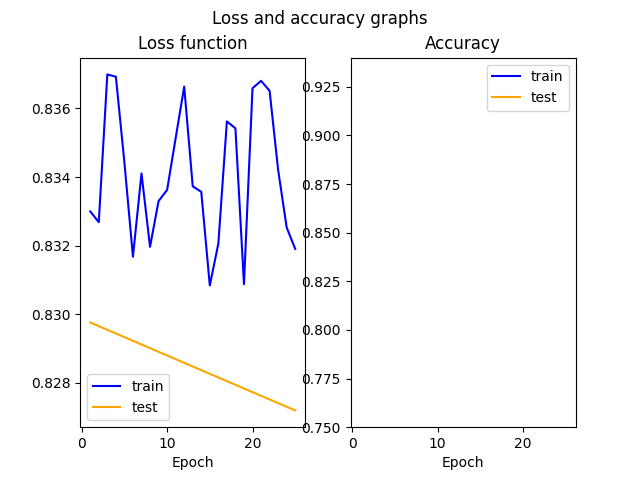 Loss and accuracy graphs
Loss function
0.836
0.834
0.832
0.830
0.828
train
test
0
10
20
Epoch
Accuracy
train
test
0.925
0.900
0.875
0.850
0.825
0.800
0.775
0.750
0
10
20
Epoch